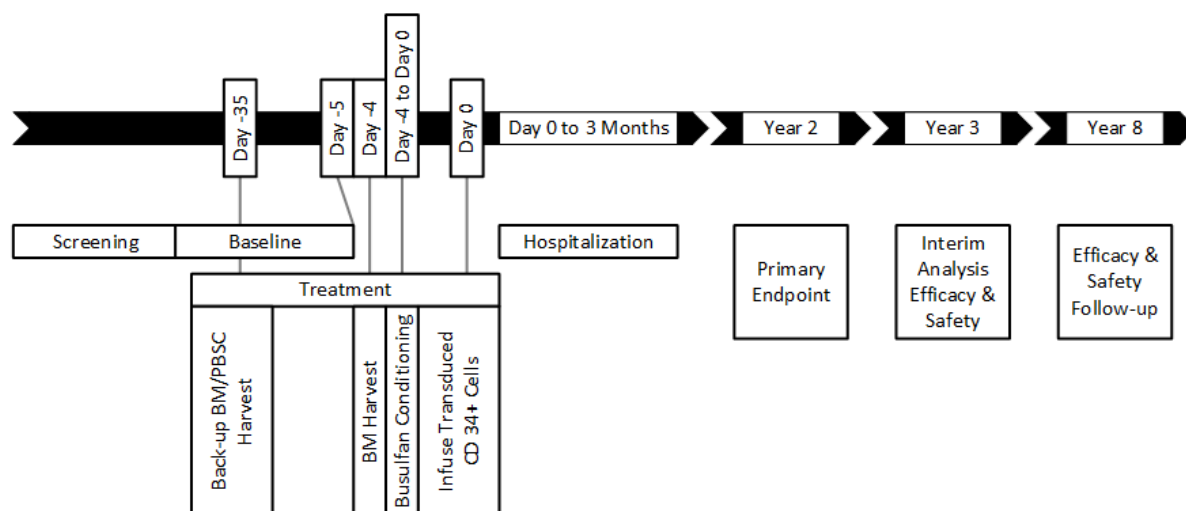 Day -35
Day -5
Day -4
Day -4 to Day 0
Day 0
Day 0 to 3 Months
Year 2
Year 3
Year 8
Screening
Baseline
Hospitalization
Primary
Endpoint
Interim
Analysis
Efficacy &
Safety
Efficacy &
Safety
Follow-up
Treatment
Back-up BM/PBSC
Harvest
BM Harvest
Busulfan Conditioning
Infuse Transduced
CD 34+ Cells